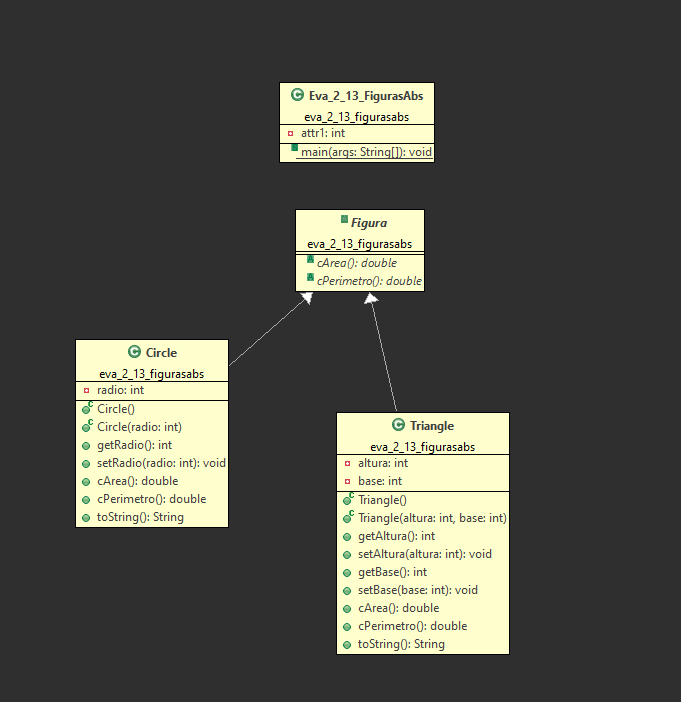 Eva_2_13_FigurasAbs
eva_2_13_figurasabs
attr1: int
main(args: String[]): void
Figura
eva_2_13_figurasabs
A cArea(): double
A cPerimetro(): double
C Circle
eva_2_13_figurasabs
radio: int
C Circle()
C Circle(radio: int)
getRadio(): int
setRadio(radio: int): void
cArea(): double
cPerimetro(): double
toString(): String
C Triangle
eva_2_13_figurasabs
altura: int
base: int
C Triangle()
C Triangle(altura: int, base: int)
getAltura(): int
setAltura(altura: int): void
getBase(): int
setBase(base: int): void
cArea(): double
cPerimetro(): double
toString(): String